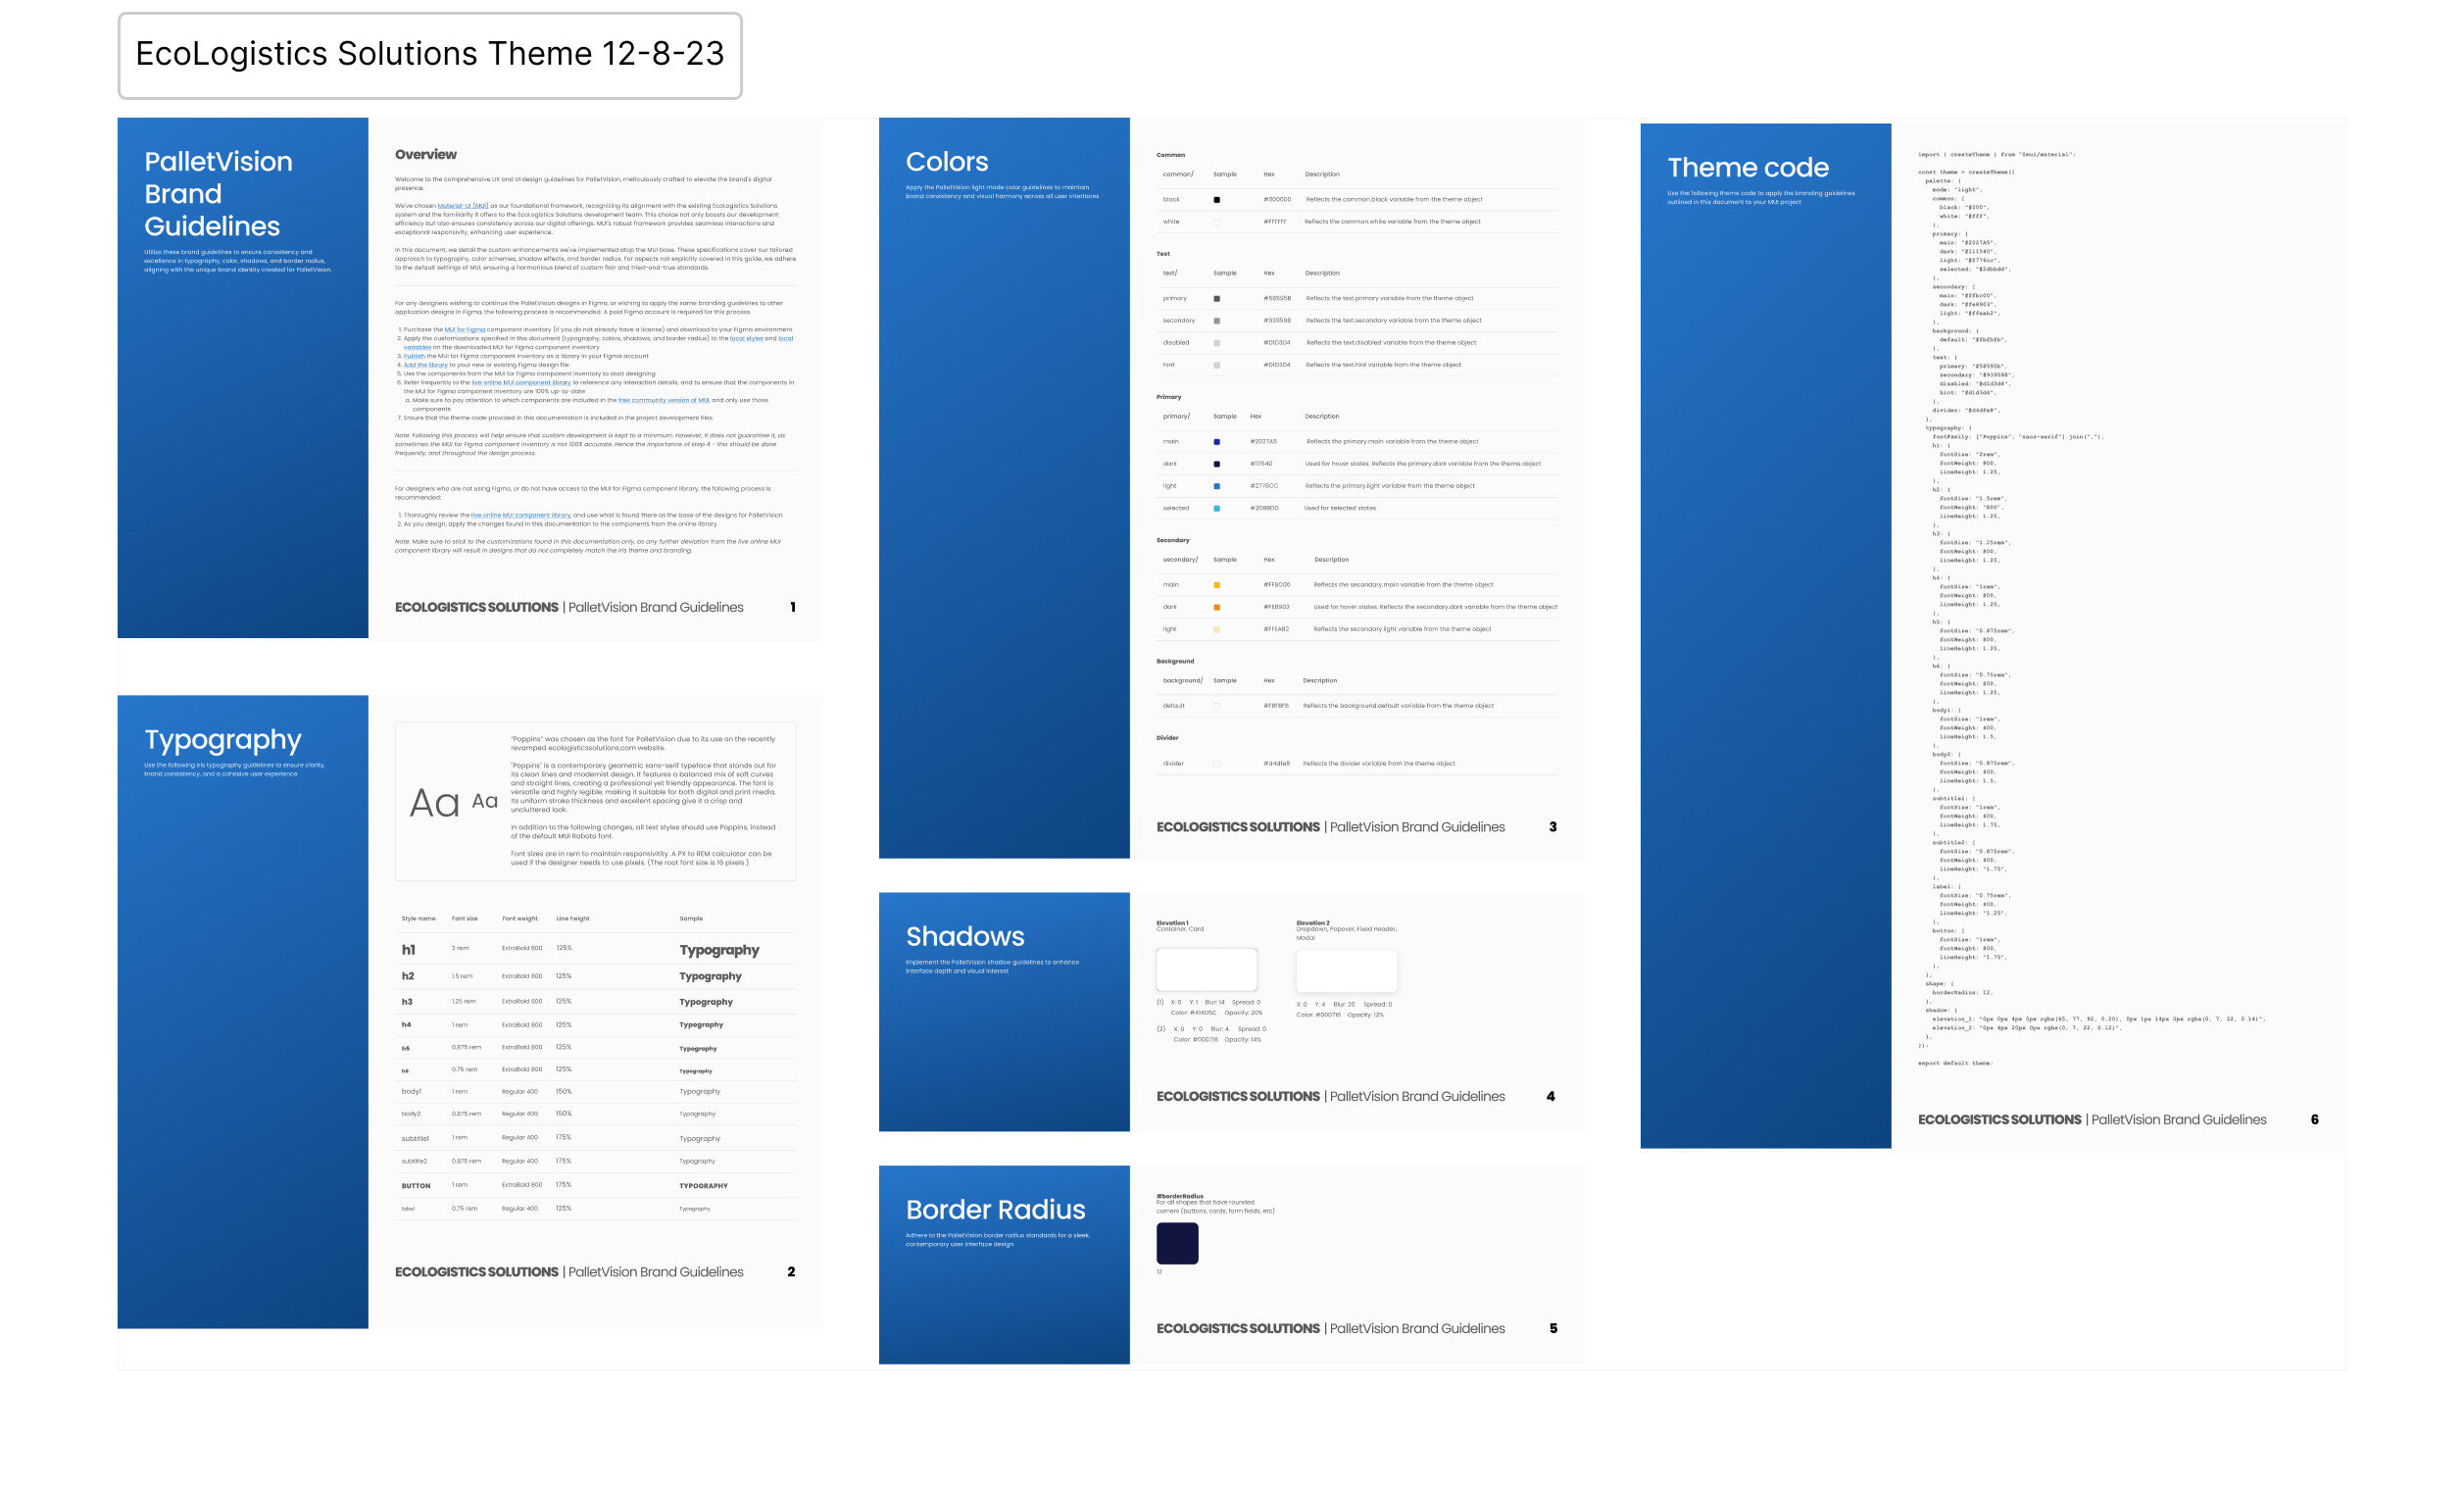 EcoLogistics Solutions Theme 12-8-23
PalletVision
Brand
Guidelines
Utilize these brand guidelines to ensure consistency and
excellence in typography, color, shadows, and border radius,
aligning with the unique brand identity created for PalletVision.
Overview
Welcome to the comprehensive UX and UI design guidelines for PalletVision, meticulously crafted to elevate the brand's digital
presence.
We've chosen Material-UI (MUI) as our foundational framework, recognizing its alignment with the existing EcoLogistics Solutions
system and the familiarity it offers to the EcoLogistics Solutions development team. This choice not only boosts our development
efficiency but also ensures consistency across our digital offerings. MUI's robust framework provides seamless interactions and
exceptional responsivity, enhancing user experience.
In this document, we detail the custom enhancements we've implemented atop the MUI base. These specifications cover our tailored
approach to typography, color schemes, shadow effects, and border radius. For aspects not explicitly covered in this guide, we adhere
to the default settings of MUI, ensuring a harmonious blend of custom flair and tried-and-true standards.
For any designers wishing to continue the PalletVision designs in Figma, or wishing to apply the same branding guidelines to other
application designs in Figma, the following process is recommended. A paid Figma account is required for this process.
1. Purchase the MUI for Figma component inventory (if you do not already have a license) and download to your Figma environment
2. Apply the customizations specified in this document (typography, colors, shadows, and border radius) to the local styles and local
variables on the downloaded MUI for Figma component inventory
3. Publish the MUI for Figma component inventory as a library in your Figma account
4. Add the library to your new or existing Figma design file
5. Use the components from the MUI for Figma component inventory to start designing
6. Refer frequently to the live online MUI component library to reference any interaction details, and to ensure that the components in
the MUI for Figma component inventory are 100% up-to-date
a. Make sure to pay attention to which components are included in the free community version of MUI, and only use those
components
7. Ensure that the theme code provided in this documentation is included in the project development files
Note: Following this process will help ensure that custom development is kept to a minimum. However, it does not guarantee it, as
sometimes the MUI for Figma component inventory is not 100% accurate. Hence the importance of step 4 - this should be done
frequently, and throughout the design process.
For designers who are not using Figma, or do not have access to the MUI for Figma component library, the following process is
recommended:
1. Thoroughly review the live online MUI component library, and use what is found there as the base of the designs for PalletVision
2. As you design, apply the changes found in this documentation to the components from the online library
Note: Make sure to stick to the customizations found in this documentation only, as any further deviation from the live online MUI
component library will result in designs that do not completely match the Iris theme and branding.
ECOLOGISTICS SOLUTIONS | PalletVision Brand Guidelines 1
Typography
Use the following Iris typography guidelines to ensure clarity,
brand consistency, and a cohesive user experience
Aa Aa
"Poppins" was chosen as the font for PalletVision due to its use on the recently
revamped ecologisticssolutions.com website.
"Poppins" is a contemporary geometric sans-serif typeface that stands out for
its clean lines and modernist design. It features a balanced mix of soft curves
and straight lines, creating a professional yet friendly appearance. The font is
versatile and highly legible, making it suitable for both digital and print media.
Its uniform stroke thickness and excellent spacing give it a crisp and
uncluttered look.
In addition to the following changes, all text styles should use Poppins, instead
of the default MUI Roboto font.
Font sizes are in rem to maintain responsivitity. A PX to REM calculator can be
used if the designer needs to use pixels. (The root font size is 16 pixels.)
Style name Font size Font weight Line height Sample
h1 2 rem ExtraBold 800 125% Typography
h2 1.5 rem ExtraBold 800 125% Typography
h3 1.25 rem ExtraBold 800 125% Typography
h4 1 rem ExtraBold 800 125% Typography
h5 0.875 rem ExtraBold 800 125% Typography
h6 0.75 rem ExtraBold 800 125% Typography
body1 1 rem Regular 400 150% Typography
body2 0.875 rem Regular 400 150% Typography
subtitle1 1 rem Regular 400 175% Typography
subtitle2 0.875 rem Regular 400 175% Typography
BUTTON 1 rem ExtraBold 800 175% TYPOGRAPHY
label 0.75 rem Regular 400 125% Typography
ECOLOGISTICS SOLUTIONS | PalletVision Brand Guidelines 2
Colors
Apply the PalletVision light mode color guidelines to maintain
brand consistency and visual harmony across all user interfaces
Common
common/ Sample Hex Description
black #000000 Reflects the common.black variable from the theme object
white #FFFFFF Reflects the common.white variable from the theme object
Text
text/ Sample Hex Description
primary #58595B Reflects the text.primary variable from the theme object
secondary #939598 Reflects the text.secondary variable from the theme object
disabled #D1D3D4 Reflects the text.disabled variable from the theme object
hint #D1D3D4 Reflects the text.hint variable from the theme object
Primary
primary/ Sample Hex Description
main #2027A5 Reflects the primary.main variable from the theme object
dark #111540 Used for hover states. Reflects the primary.dark variable from the theme object
light #2776CC Reflects the primary.light variable from the theme object
selected #2DBBDD Used for selected states
Secondary
secondary/ Sample Hex Description
main #FFBC00 Reflects the secondary.main variable from the theme object
dark #FE8903 Used for hover states. Reflects the secondary.dark variable from the theme object
light #FFEAB2 Reflects the secondary.light variable from the theme object
Background
background/ Sample Hex Description
default #FBFBFB Reflects the background.default variable from the theme object
Divider
divider Reflects the divider variable from the theme object
ECOLOGISTICS SOLUTIONS | PalletVision Brand Guidelines 3
Shadows
Implement the PalletVision shadow guidelines to enhance
interface depth and visual interest
Elevation 1
Container, Card
(1) X: 0 Y: 1 Blur: 14 Spread: 0
Color: #414D5C Opacity: 20%
(2) X: 0 Y: 0 Blur: 4 Spread: 0
Color: #000716 Opacity: 14%
Elevation 2
Dropdown, Popover, Fixed Header,
Modal
X: 0 Y: 4 Blur: 20 Spread: 0
Color: #000716 Opacity: 12%
ECOLOGISTICS SOLUTIONS | PalletVision Brand Guidelines 4
Border Radius
Adhere to the PalletVision border radius standards for a sleek,
contemporary user interface design
#borderRadius
For all shapes that have rounded
corners (buttons, cards, form fields, etc)
12
ECOLOGISTICS SOLUTIONS | PalletVision Brand Guidelines 5
Theme code
Use the following theme code to apply the branding guidelines
outlined in this document to your MUI project
import { createTheme } from "@mui/material";
const theme = createTheme({
palette: {
mode: "light",
common: {
black: "#000",
white: "#fff",
},
primary: {
main: "#2027A5",
dark: "#111540",
light: "#2776cc",
selected: "#2dbbdd",
},
secondary: {
main: "#ffbc00",
dark: "#fe8903",
light: "#ffeab2",
},
background: {
default: "#fbfbfb",
},
text: {
primary: "#58595b",
secondary: "#939598",
disabled: "#d1d3d4",
hint: "#d1d3d4",
},
divider:
},
typography: {
fontFamily: ["Poppins", "sans-serif"].join(","),
h1: {
fontSize: "2rem",
fontWeight: 800,
lineHeight: 1.25,
},
h2: {
fontSize: "1.5rem",
fontWeight: "800",
lineHeight: 1.25,
},
h3: {
fontSize: "1.25rem",
fontWeight: 800,
lineHeight: 1.25,
},
h4: {
fontSize: "1rem",
fontWeight: 800,
lineHeight: 1.25,
},
h5: {
fontSize: "0.875rem",
fontWeight: 800,
lineHeight: 1.25,
},
h6: {
fontSize: "0.75rem",
fontWeight: 800,
lineHeight: 1.25,
},
body1: {
fontSize: "1rem",
fontWeight: 400,
lineHeight: 1.5,
},
body2: {
fontSize: "0.875rem",
fontWeight: 400,
lineHeight: 1.5,
},
subtitle1: {
fontSize: "1rem",
fontWeight: 400,
lineHeight: 1.75,
},
subtitle2: {
fontSize: "0.875rem",
fontWeight: 400,
lineHeight: "1.75",
},
label: {
fontSize: "0.75rem",
fontWeight: 400,
lineHeight: "1.25",
},
button: {
fontSize: "1rem",
fontWeight: 800,
lineHeight: "1.75",
},
},
shape: {
borderRadius: 12,
},
shadow: {
elevation_1: "0px 0px 4px 0px rgba(65, 77, 92, 0.20), 0px 1px 14px 0px rgba(0, 7, 22, 0.14)",
elevation_2: "0px 4px 20px 0px rgba(0, 7, 22, 0.12)",
},
});
export default theme;
ECOLOGISTICS SOLUTIONS | PalletVision Brand Guidelines 6